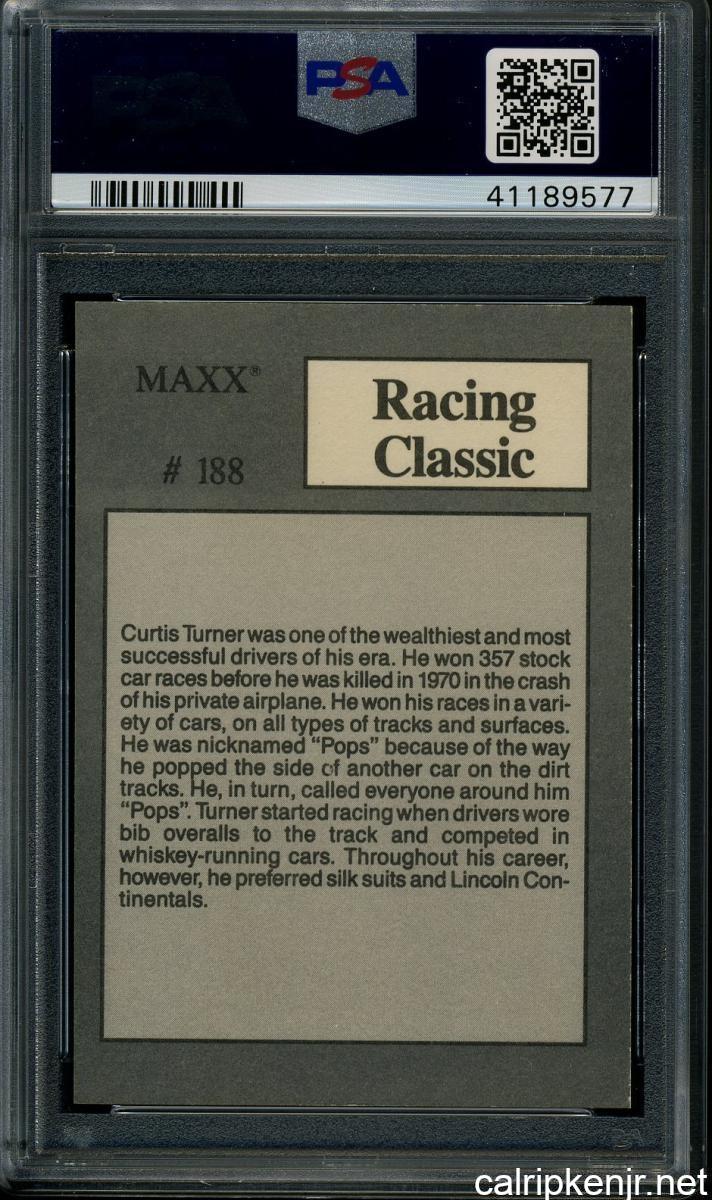 PSA
41189577
MAXX®
Racing
Classic
# 188
Curtis Turner was one of the wealthiest and most
successful drivers of his era. He won 357 stock
car races before he was killed in 1970 in the crash
of his private airplane. He won his races in a vari-
ety of cars, on all types of tracks and surfaces.
He was nicknamed “Pops” because of the way
he popped the side of another car on the dirt
tracks. He, in turn, called everyone around him
“Pops”. Turner started racing when drivers wore
bib overalls to the track and competed in
whiskey-running cars. Throughout his career,
however, he preferred silk suits and Lincoln Con-
tinentals.
calripkenjr.net